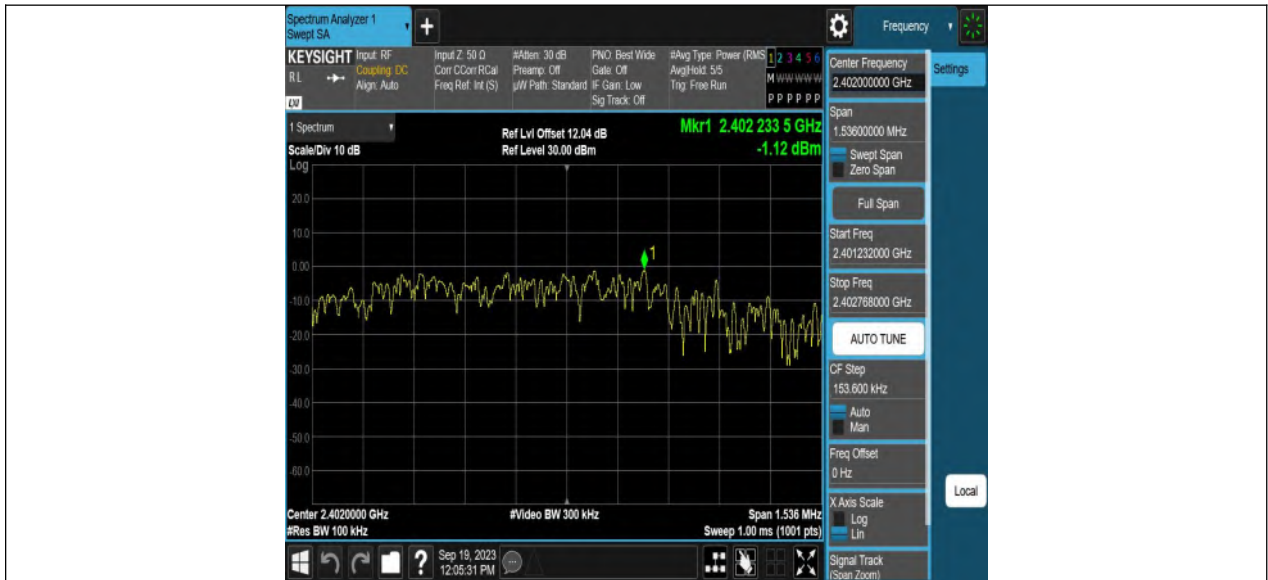 Spectrum Analyzer 1
Swept SA
+
Frequency
KEYSIGHT
RL
LXI
Input: RF
Coupling: DC
Align: Auto
Input Z: 50 Ω
Corr CCorr RCal
Freq Ref: Int (S)
#Atten: 30 dB
Preamp: Off
µW Path: Standard
PNO: Best Wide
Gate: Off
IF Gain: Low
Sig Track: Off
#Avg Type: Power (RMS
Avg|Hold: 5/5
Trig: Free Run
1 2 3 4 5 6
M W W W W W
P P P P P P
1 Spectrum
Scale/Div 10 dB
Ref Lvl Offset 12.04 dB
Ref Level 30.00 dBm
Mkr1 2.402 233 5 GHz
-1.12 dBm
Log
20.0
10.0
0.00
-10.0
-20.0
-30.0
-40.0
-50.0
-60.0
1
Center 2.4020000 GHz
#Res BW 100 kHz
#Video BW 300 kHz
Span 1.536 MHz
Sweep 1.00 ms (1001 pts)
?
Sep 19, 2023
12:05:31 PM
Center Frequency
2.402000000 GHz
Settings
Span
1.53600000 MHz
Swept Span
Zero Span
Full Span
Start Freq
2.401232000 GHz
Stop Freq
2.402768000 GHz
AUTO TUNE
CF Step
153.600 kHz
Auto
Man
Freq Offset
0 Hz
Local
X Axis Scale
Log
Lin
Signal Track
(Span Zoom)